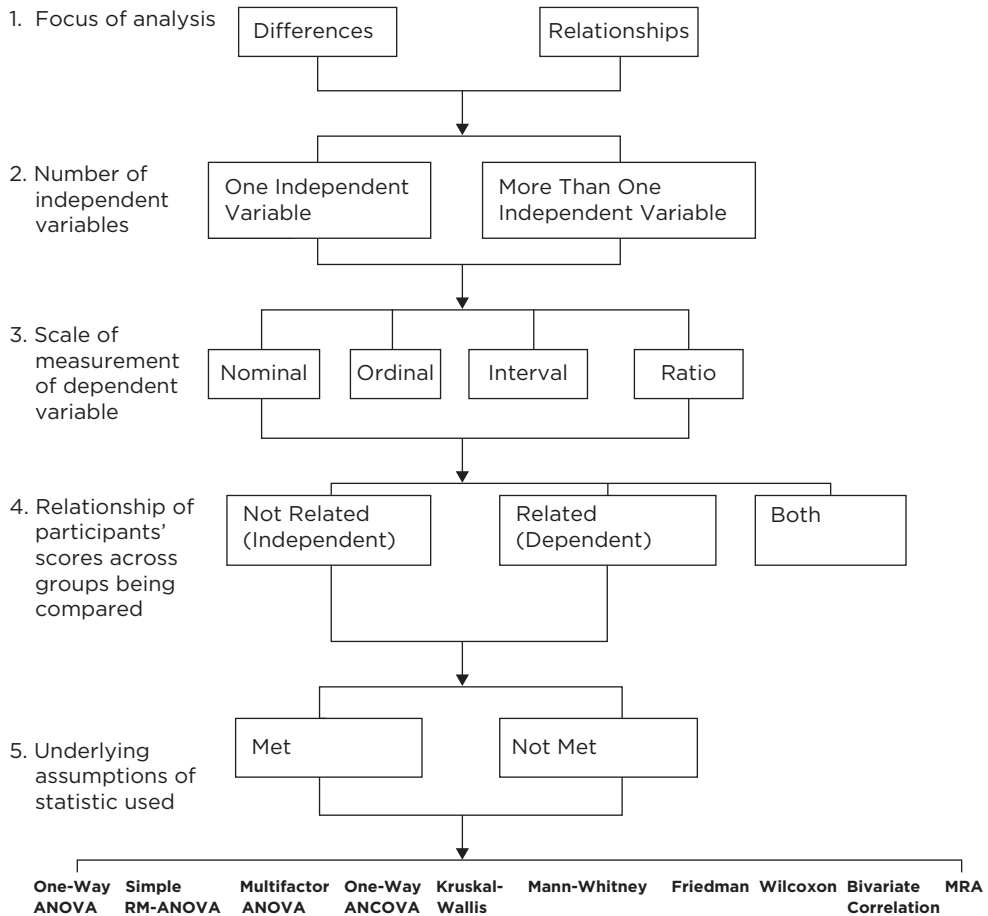 1. Focus of analysis
Differences
Relationships
2. Number of
independent
variables
One Independent
Variable
More Than One
Independent Variable
3. Scale of
measurement
of dependent
variable
Nominal
Ordinal
Interval
Ratio
4. Relationship of
participants’
scores across
groups being
compared
Not Related
(Independent)
Related
(Dependent)
Both
5. Underlying
assumptions of
statistic used
Met
Not Met
One-Way
ANOVA
Simple
RM-ANOVA
Multifactor
ANOVA
One-Way
ANCOVA
Kruskal-
Wallis
Mann-Whitney
Friedman
Wilcoxon
Bivariate
Correlation
MRA